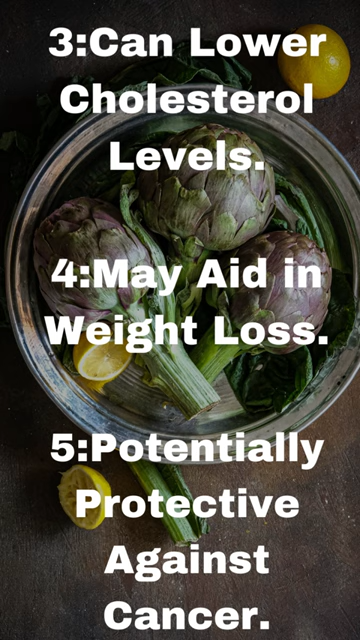 3:Can Lower
Cholesterol
Levels.
4:May Aid in
Weight Loss.
5:Potentially
Protective
Against
Cancer.